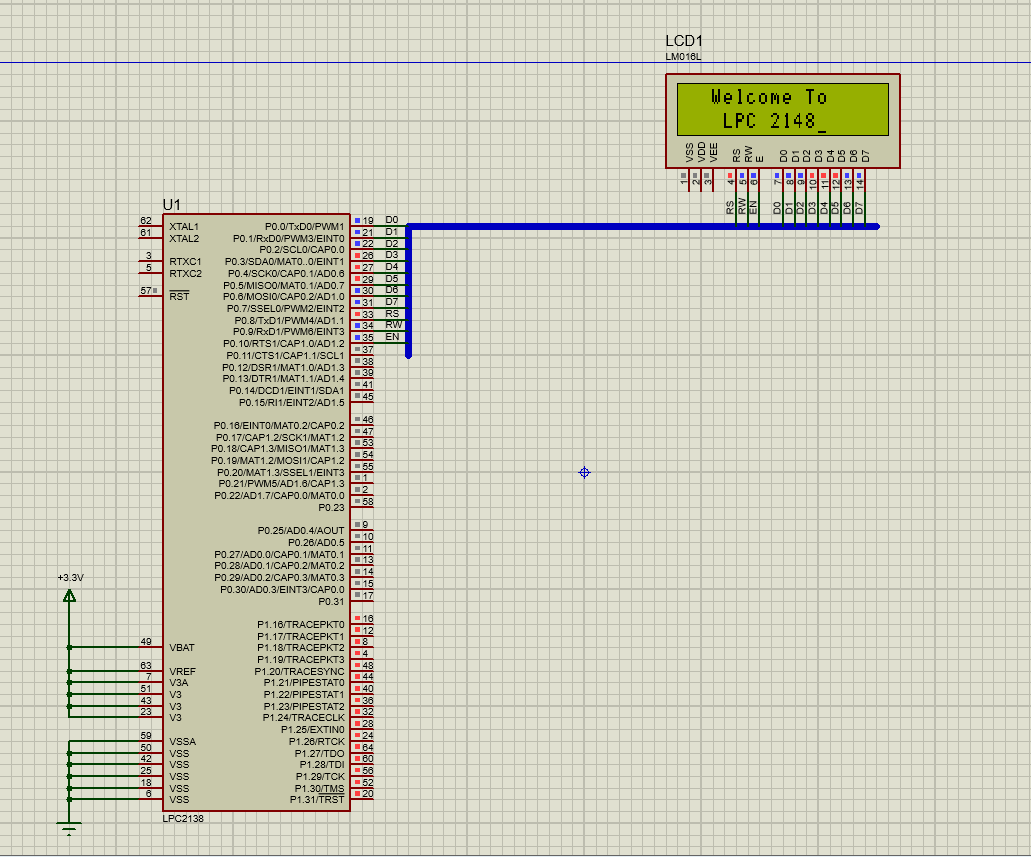 LCD1
LM016L
Welcome To
LPC 2148_
VSS VDD VEE RS RW E D0 D1 D2 D3 D4 D5 D6 D7
1 2 3 4 5 6 7 8 9 10 11 12 13 14
RS RW EN D0 D1 D2 D3 D4 D5 D6 D7
U1
62 XTAL1 P0.0/TxD0/PWM1 19 D0
61 XTAL2 P0.1/RxD0/PWM3/EINT0 21 D1
P0.2/SCL0/CAP0.0 22 D2
3 RTXC1 P0.3/SDA0/MAT0..0/EINT1 26 D3
5 RTXC2 P0.4/SCK0/CAP0.1/AD0.6 27 D4
P0.5/MISO0/MAT0.1/AD0.7 29 D5
57 RST P0.6/MOSI0/CAP0.2/AD1.0 30 D6
P0.7/SSEL0/PWM2/EINT2 31 D7
P0.8/TxD1/PWM4/AD1.1 33 RS
P0.9/RxD1/PWM6/EINT3 34 RW
P0.10/RTS1/CAP1.0/AD1.2 35 EN
P0.11/CTS1/CAP1.1/SCL1 37
P0.12/DSR1/MAT1.0/AD1.3 38
P0.13/DTR1/MAT1.1/AD1.4 39
P0.14/DCD1/EINT1/SDA1 41
P0.15/RI1/EINT2/AD1.5 45
P0.16/EINT0/MAT0.2/CAP0.2 46
P0.17/CAP1.2/SCK1/MAT1.2 47
P0.18/CAP1.3/MISO1/MAT1.3 53
P0.19/MAT1.2/MOSI1/CAP1.2 54
P0.20/MAT1.3/SSEL1/EINT3 55
P0.21/PWM5/AD1.6/CAP1.3 1
P0.22/AD1.7/CAP0.0/MAT0.0 2
P0.23 58
P0.25/AD0.4/AOUT 9
P0.26/AD0.5 10
P0.27/AD0.0/CAP0.1/MAT0.1 11
P0.28/AD0.1/CAP0.2/MAT0.2 13
P0.29/AD0.2/CAP0.3/MAT0.3 14
P0.30/AD0.3/EINT3/CAP0.0 15
P0.31 17
+3.3V
P1.16/TRACEPKT0 16
P1.17/TRACEPKT1 12
49 VBAT P1.18/TRACEPKT2 8
P1.19/TRACEPKT3 4
63 VREF P1.20/TRACESYNC 48
7 V3A P1.21/PIPESTAT0 44
51 V3 P1.22/PIPESTAT1 40
43 V3 P1.23/PIPESTAT2 36
23 V3 P1.24/TRACECLK 32
P1.25/EXTIN0 28
59 VSSA P1.26/RTCK 24
50 VSS P1.27/TDO 64
42 VSS P1.28/TDI 60
25 VSS P1.29/TCK 56
18 VSS P1.30/TMS 52
6 VSS P1.31/TRST 20
LPC2138